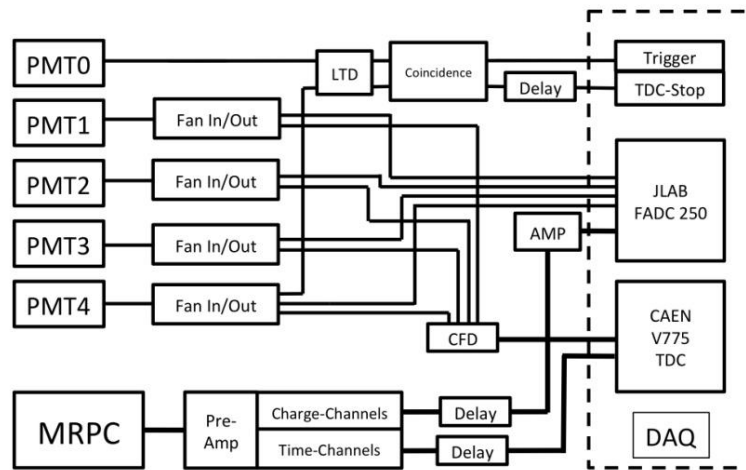 PMT0
LTD
Coincidence
Delay
Trigger
TDC-Stop
PMT1
Fan In/Out
PMT2
Fan In/Out
JLAB
FADC 250
PMT3
Fan In/Out
AMP
PMT4
Fan In/Out
CFD
CAEN
V775
TDC
MRPC
Pre-
Amp
Charge-Channels
Delay
Time-Channels
Delay
DAQ